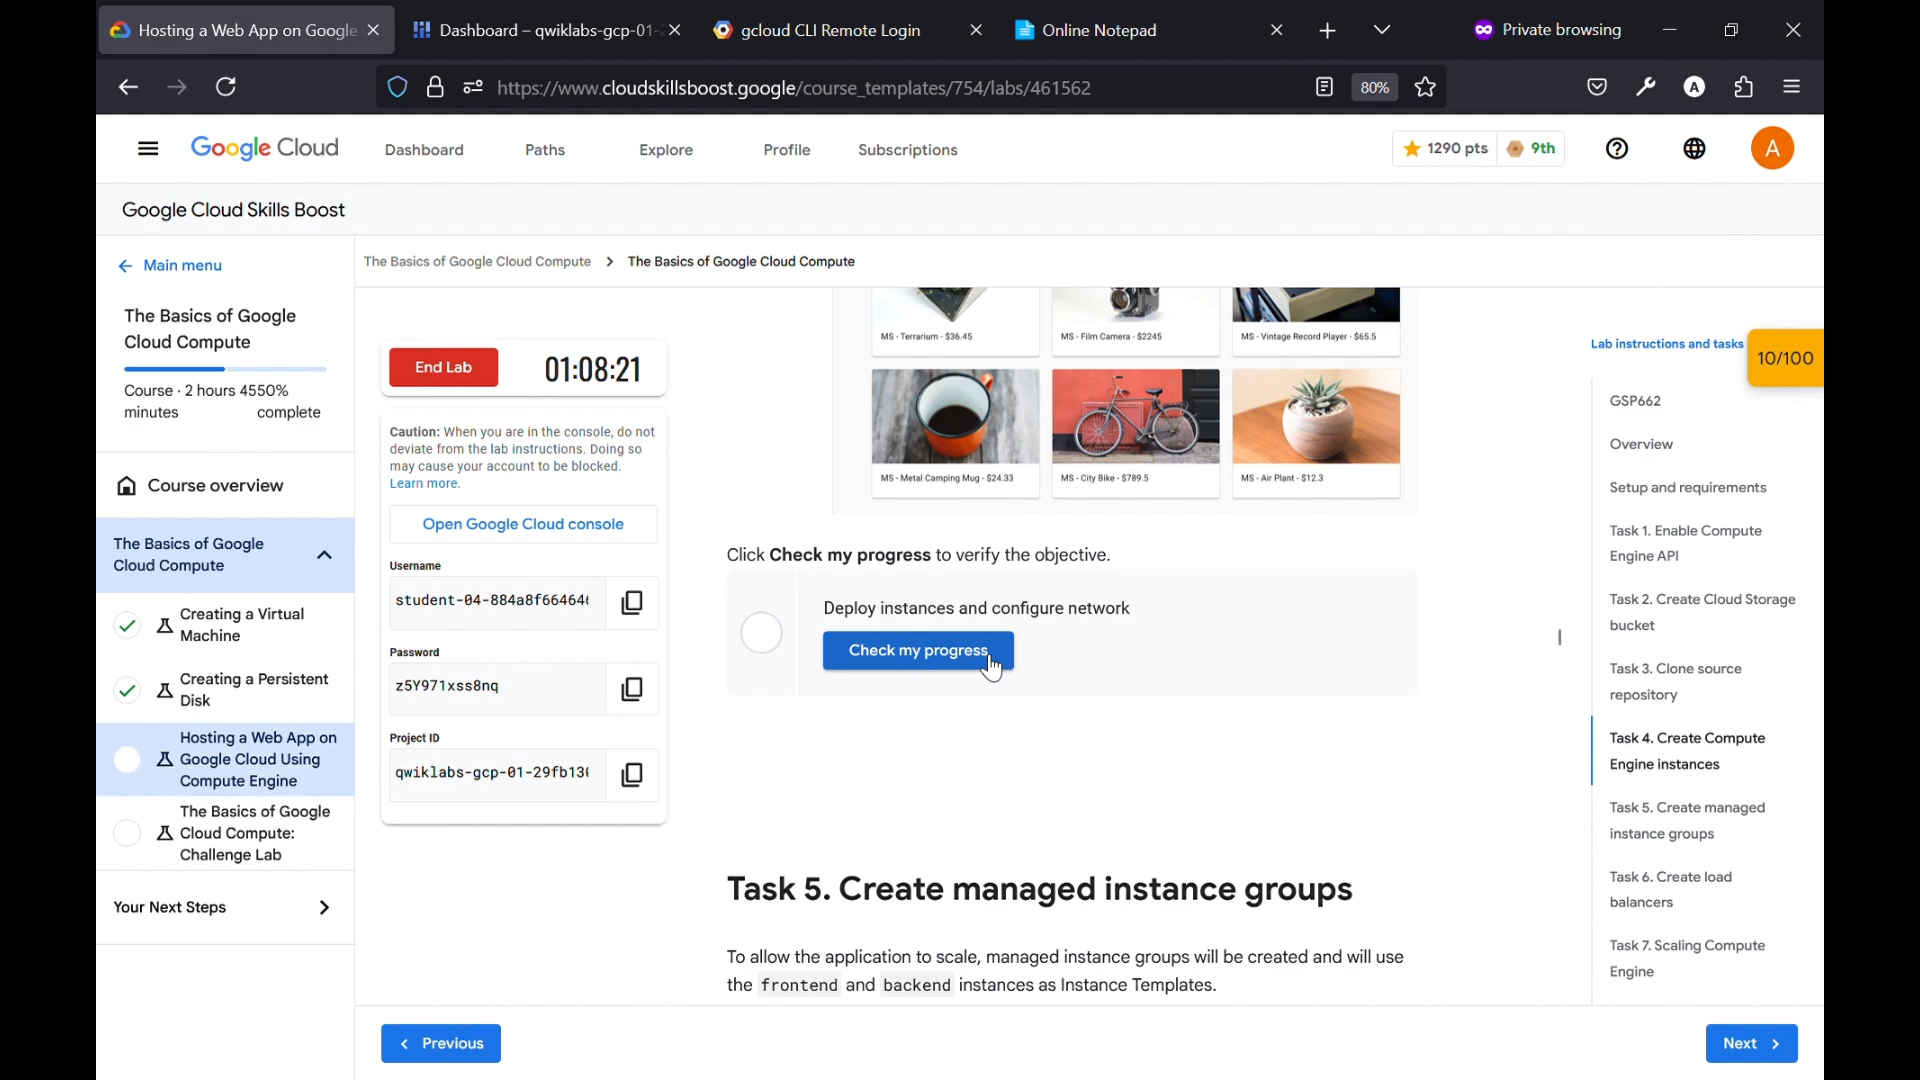 Hosting a Web App on Google
Dashboard – qwiklabs-gcp-01-2
gcloud CLI Remote Login
Online Notepad
Private browsing
https://www.cloudskillsboost.google/course_templates/754/labs/461562
80%
A
Google Cloud
Dashboard
Paths
Explore
Profile
Subscriptions
1290 pts
9th
A
Google Cloud Skills Boost
Main menu
The Basics of Google
Cloud Compute
Course · 2 hours 45
minutes
50%
complete
Course overview
The Basics of Google
Cloud Compute
Creating a Virtual
Machine
Creating a Persistent
Disk
Hosting a Web App on
Google Cloud Using
Compute Engine
The Basics of Google
Cloud Compute:
Challenge Lab
Your Next Steps
The Basics of Google Cloud Compute
The Basics of Google Cloud Compute
End Lab
01:08:21
Caution: When you are in the console, do not
deviate from the lab instructions. Doing so
may cause your account to be blocked.
Learn more.
Open Google Cloud console
Username
student-04-884a8f66464
Password
z5Y971xss8nq
Project ID
qwiklabs-gcp-01-29fb13
MS - Terrarium - $36.45
MS - Film Camera - $2245
MS - Vintage Record Player - $65.5
MS - Metal Camping Mug - $24.33
MS - City Bike - $789.5
MS - Air Plant - $12.3
Click Check my progress to verify the objective.
Deploy instances and configure network
Check my progress
Task 5. Create managed instance groups
To allow the application to scale, managed instance groups will be created and will use
the frontend and backend instances as Instance Templates.
Lab instructions and tasks
10/100
GSP662
Overview
Setup and requirements
Task 1. Enable Compute
Engine API
Task 2. Create Cloud Storage
bucket
Task 3. Clone source
repository
Task 4. Create Compute
Engine instances
Task 5. Create managed
instance groups
Task 6. Create load
balancers
Task 7. Scaling Compute
Engine
Previous
Next